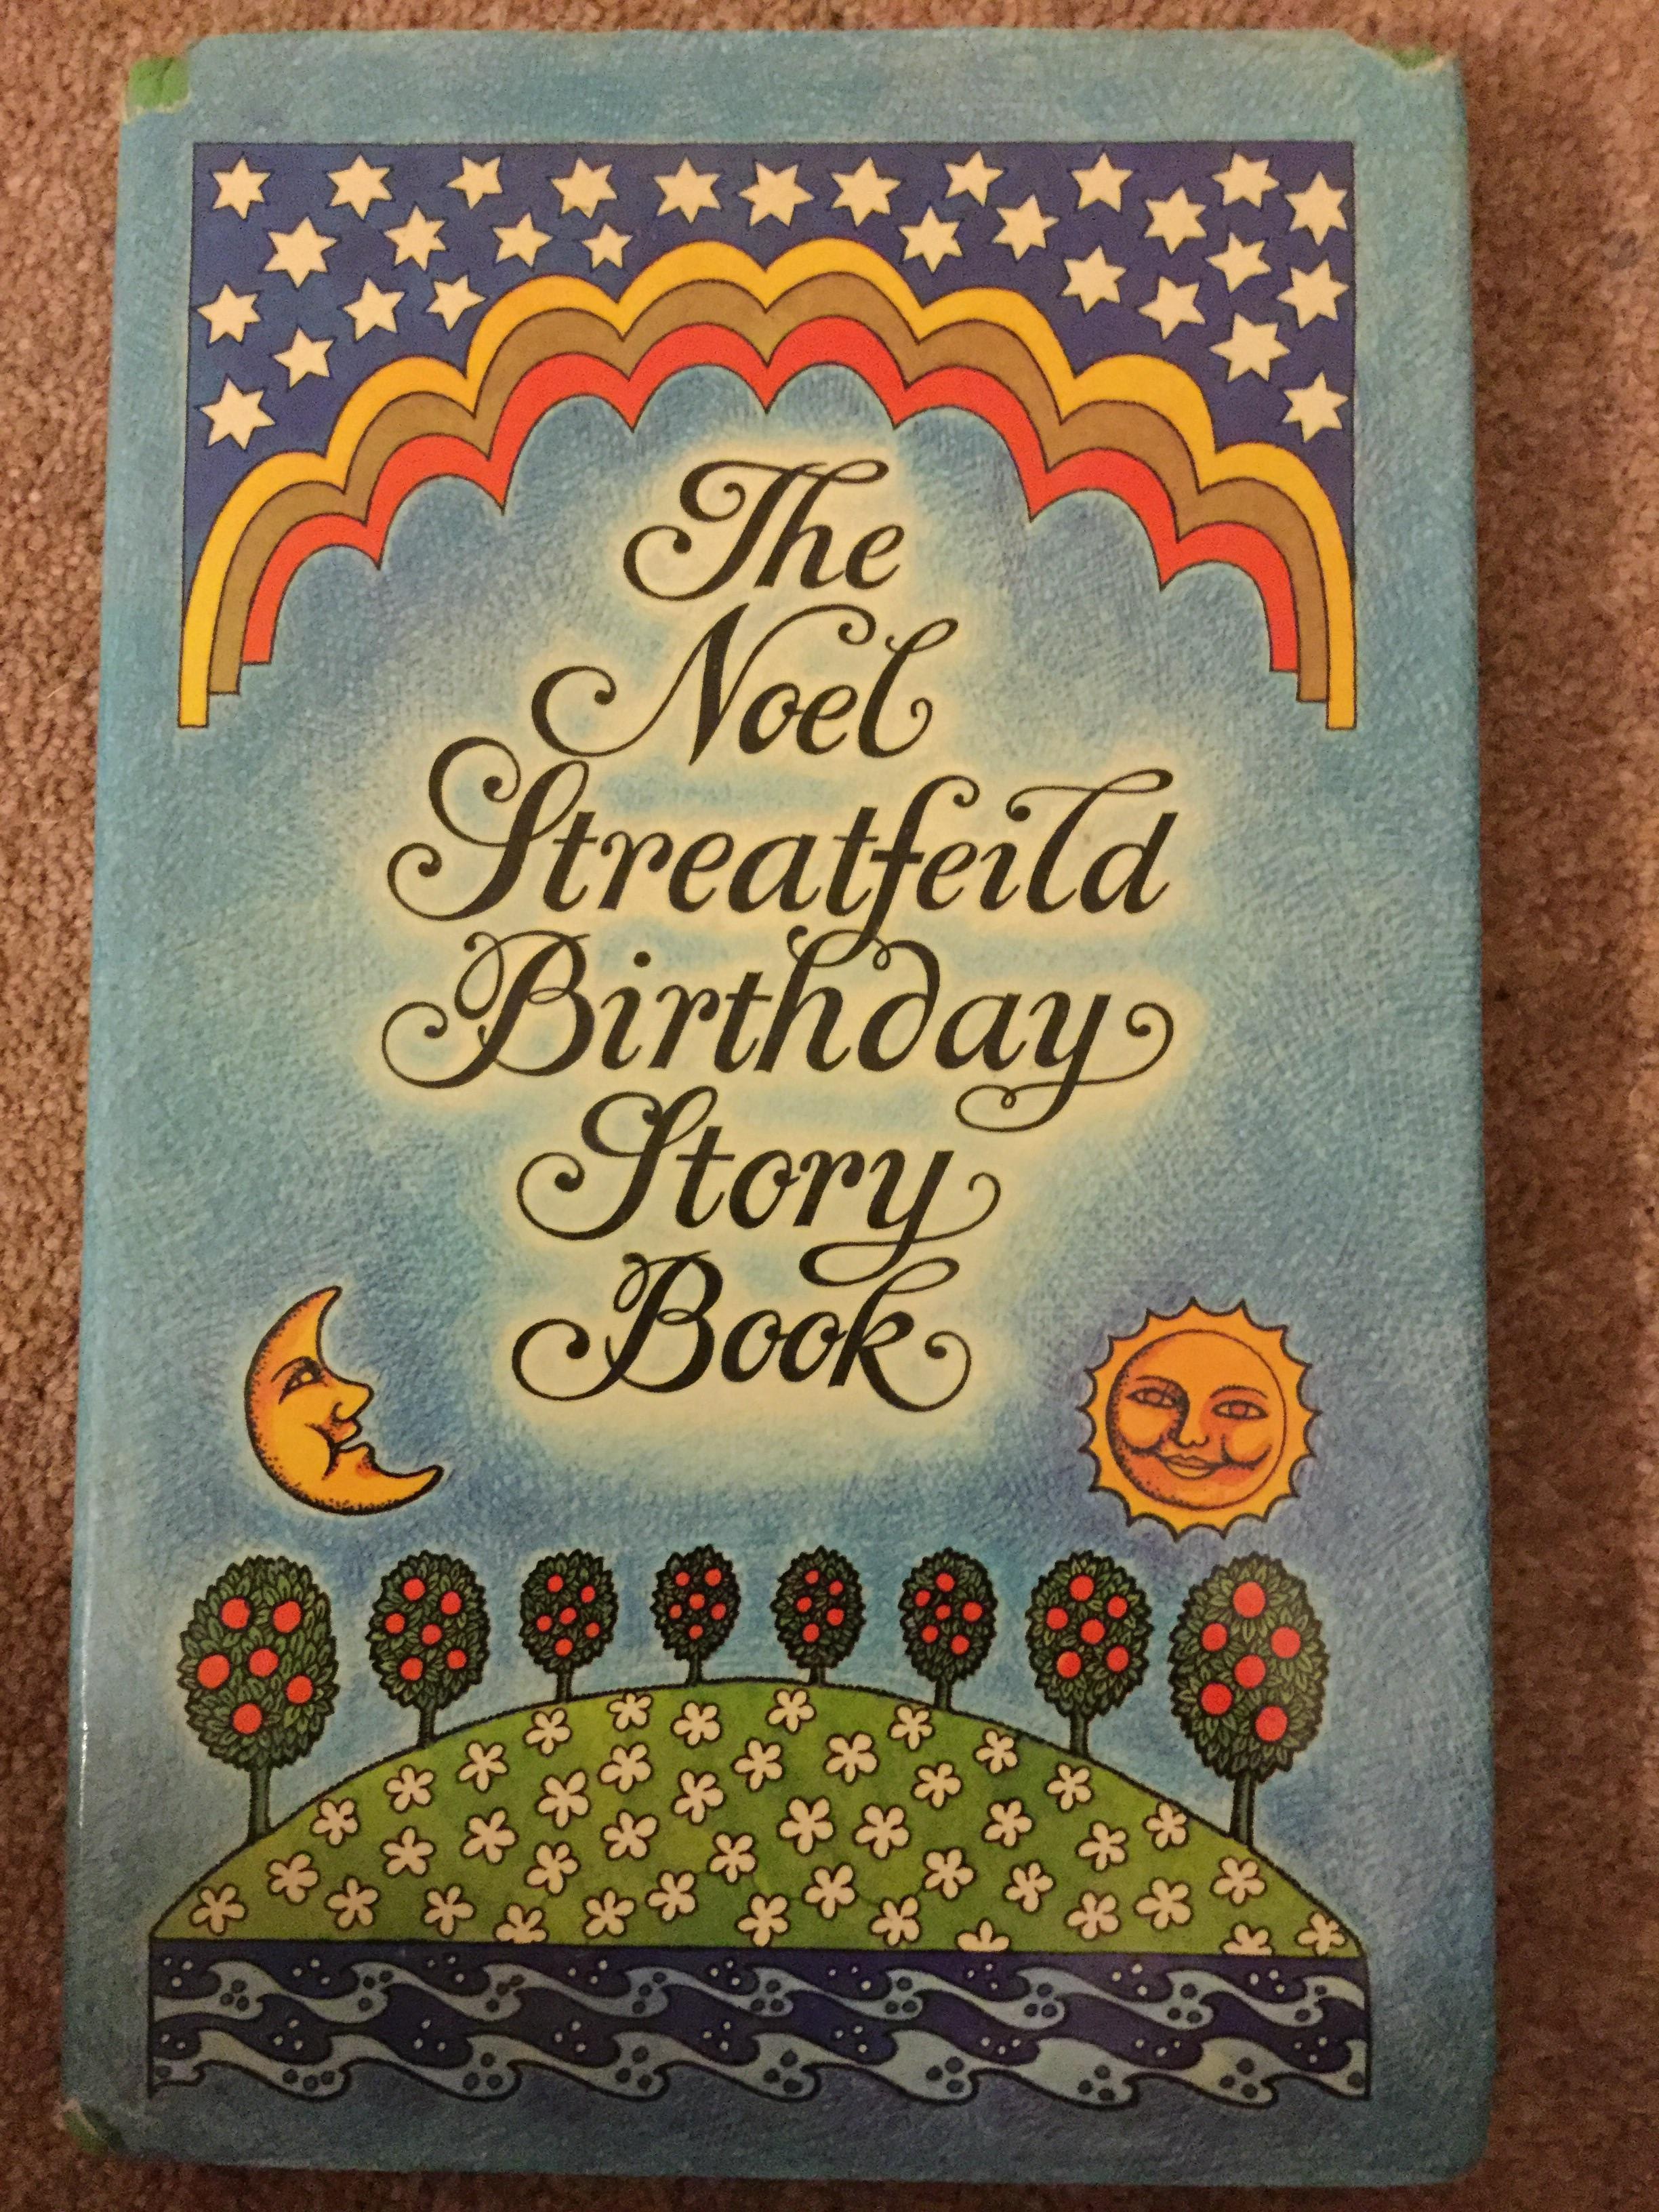 The
Noel
Streatfeild
Birthday
Story
Book